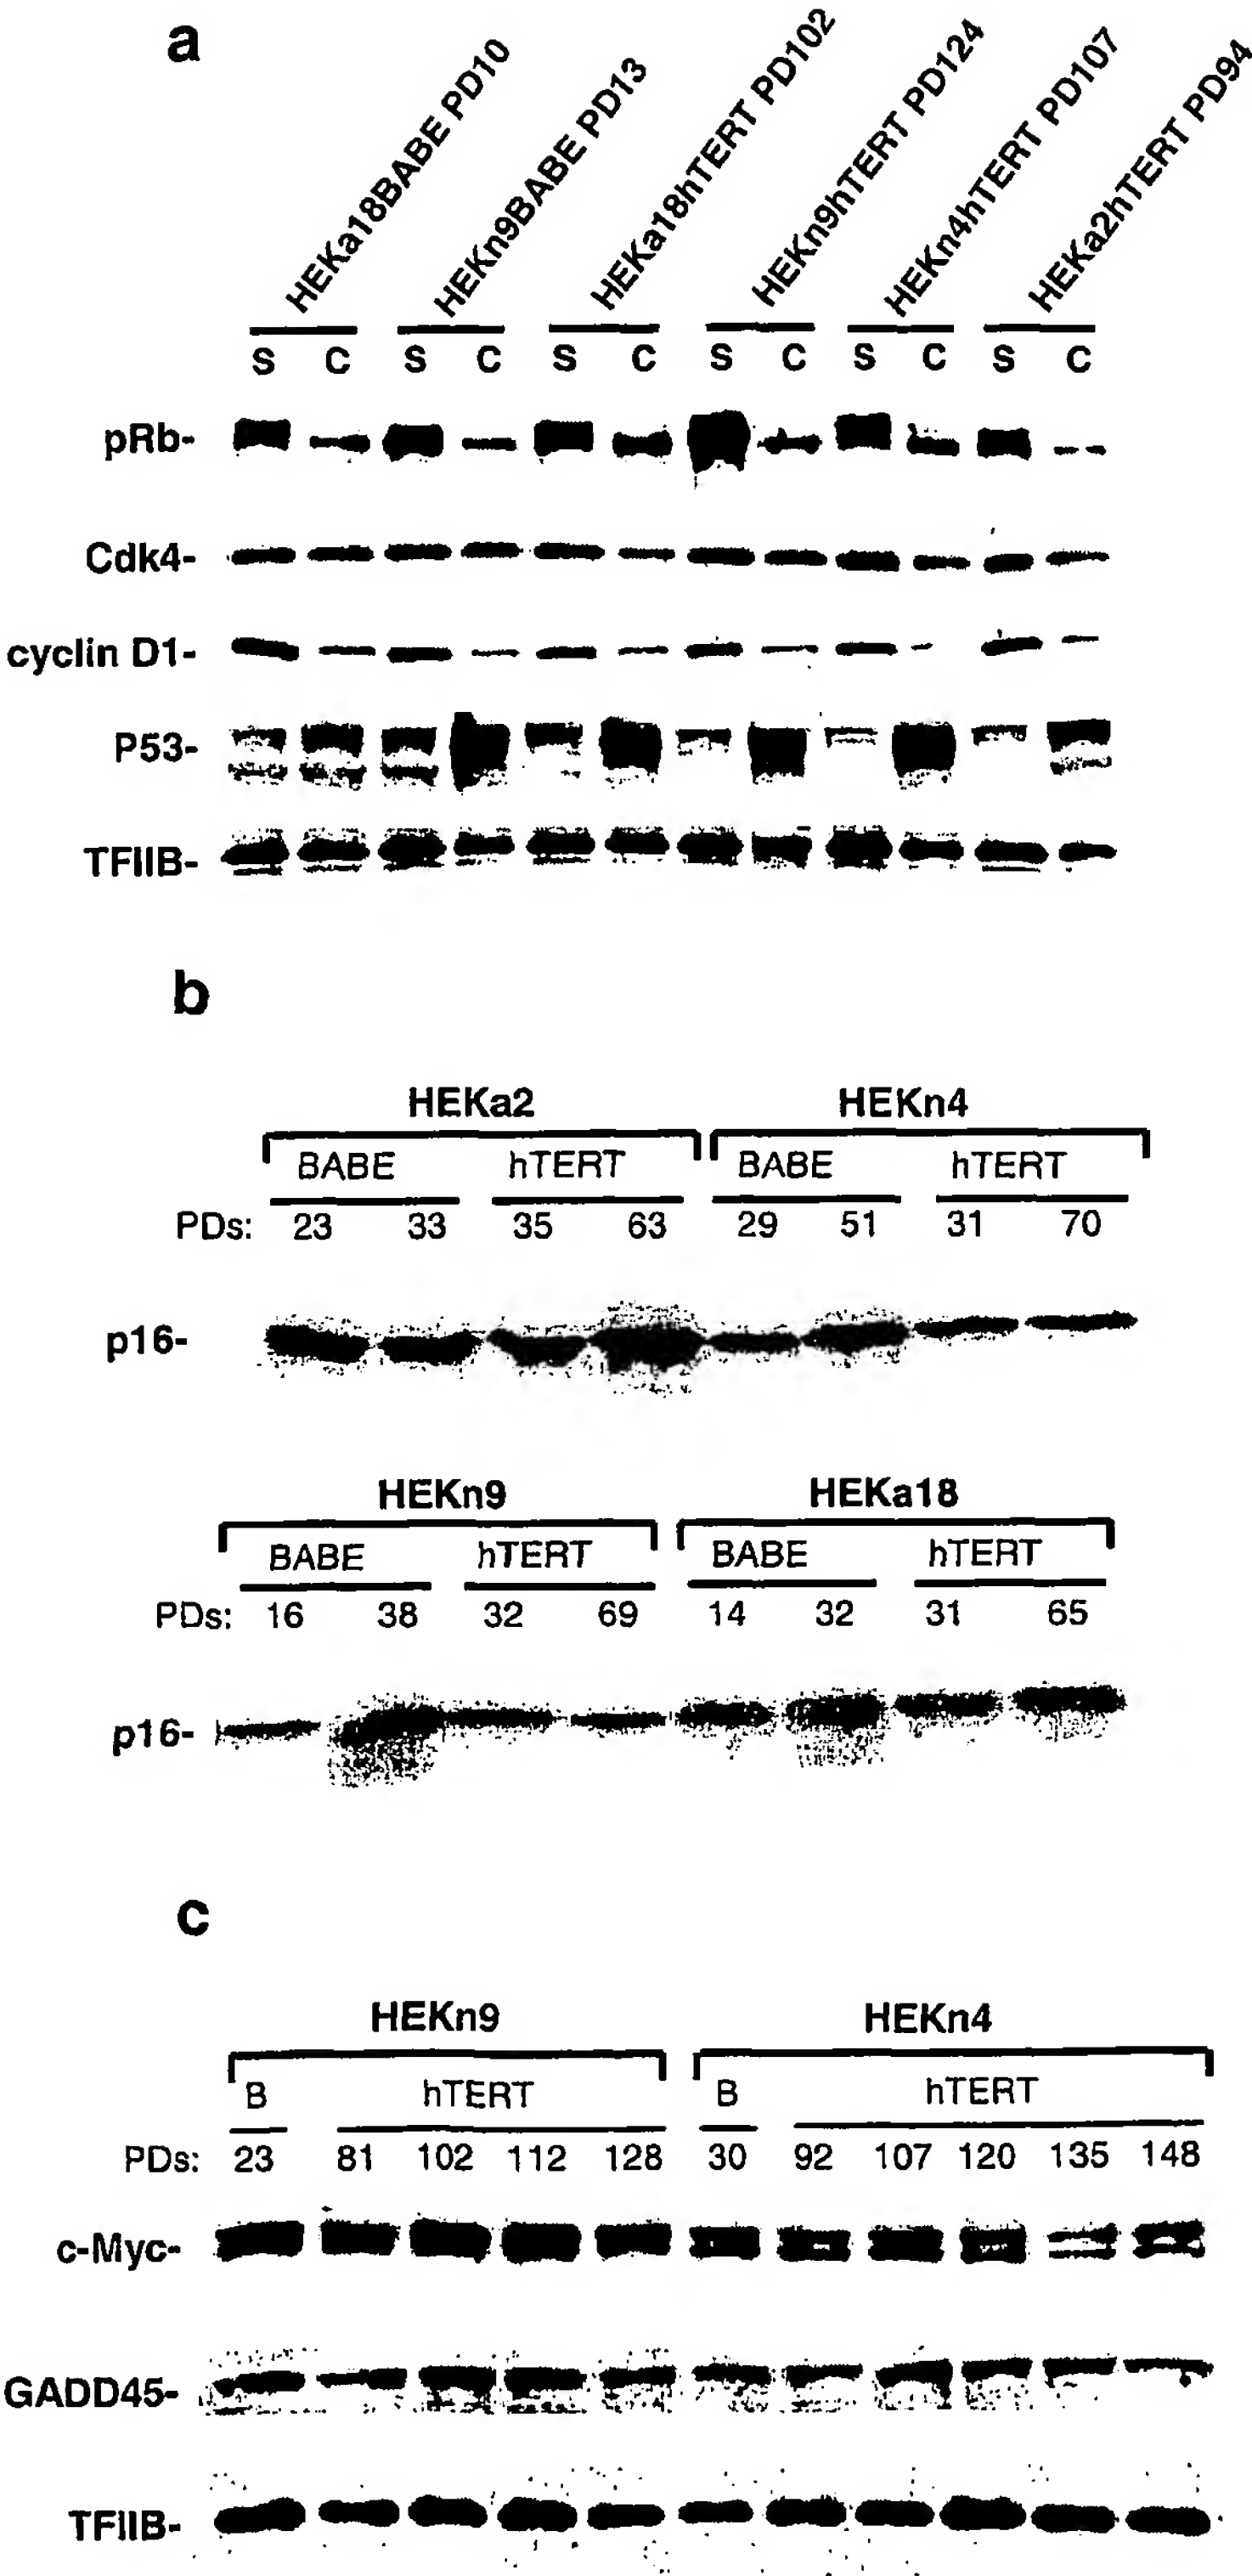 a
HEKa18BABE PD10
HEKn9BABE PD13
HEKa18hTERT PD102
HEKn9hTERT PD124
HEKn4hTERT PD107
HEKa2hTERT PD94
S C S C S C S C S C S C
pRb-
Cdk4-
cyclin D1-
P53-
TFIIB-
b
HEKa2 HEKn4
BABE hTERT BABE hTERT
PDs: 23 33 35 63 29 51 31 70
p16-
HEKn9 HEKa18
BABE hTERT BABE hTERT
PDs: 16 38 32 69 14 32 31 65
p16-
c
HEKn9 HEKn4
B hTERT B hTERT
PDs: 23 81 102 112 128 30 92 107 120 135 148
c-Myc-
GADD45-
TFIIB-